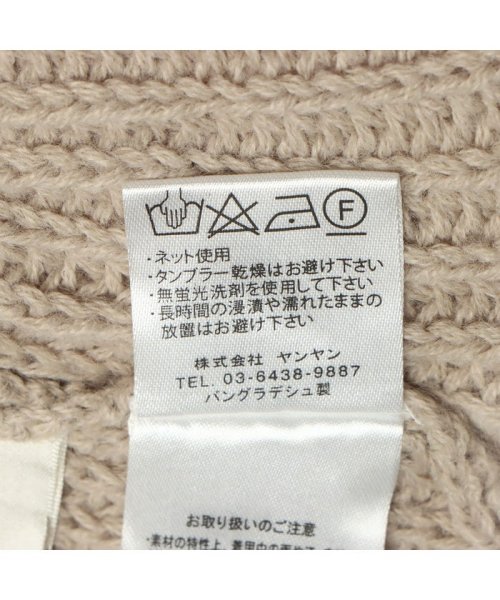 F
・ネット使用
・タンブラー乾燥はお避け下さい
・無蛍光洗剤を使用して下さい
・長時間の浸漬や濡れたままの
放置はお避け下さい
株式会社 ヤンヤン
TEL. 03-6438-9887
バングラデシュ製
お取り扱いのご注意
・素材の特性上、着用中の